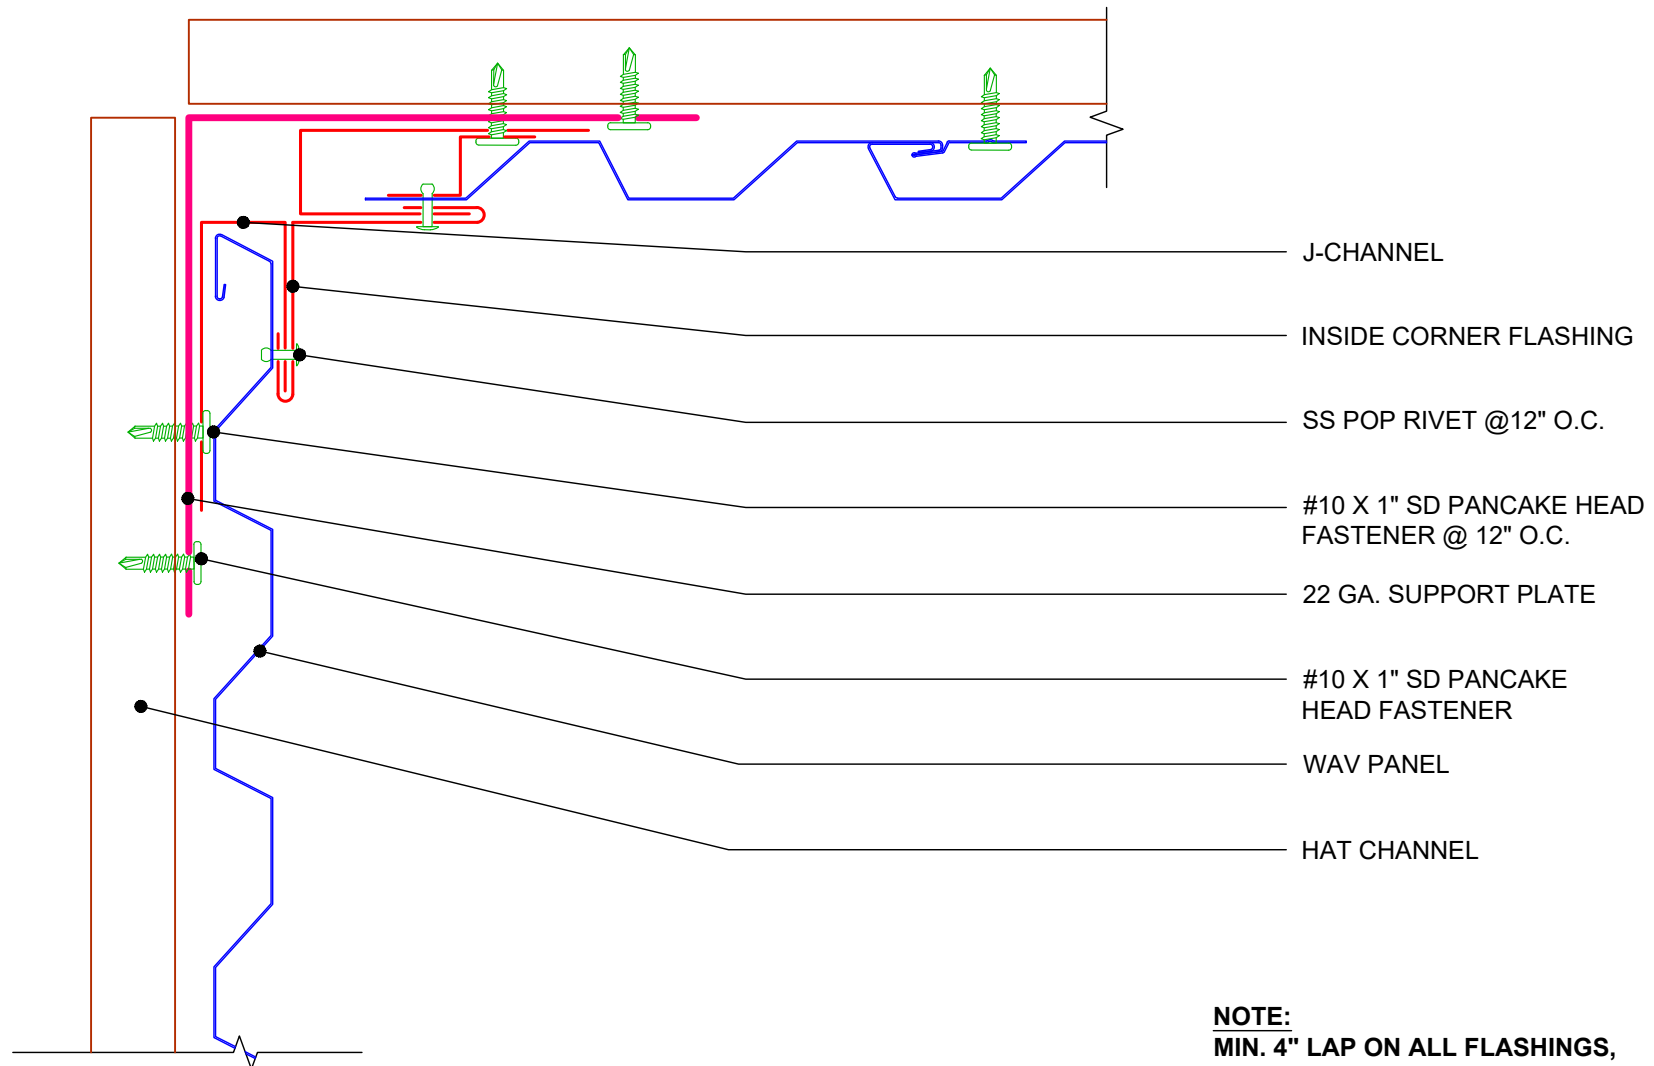 J-CHANNEL
INSIDE CORNER FLASHING
SS POP RIVET @12" O.C.
#10 X 1" SD PANCAKE HEAD
FASTENER @ 12" O.C.
22 GA. SUPPORT PLATE
#10 X 1" SD PANCAKE
HEAD FASTENER
WAV PANEL
HAT CHANNEL
NOTE:
MIN. 4" LAP ON ALL FLASHINGS,